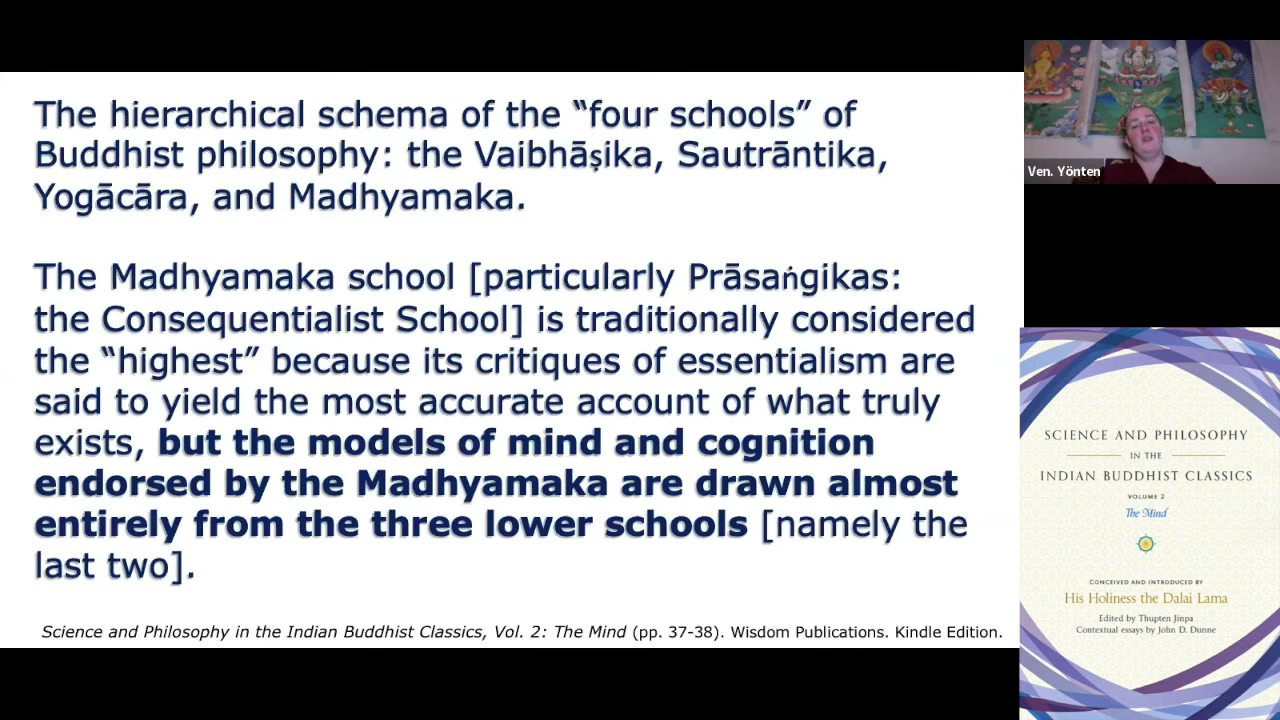 The hierarchical schema of the “four schools” of
Buddhist philosophy: the Vaibhāṣika, Sautrāntika,
Yogācāra, and Madhyamaka.
The Madhyamaka school [particularly Prāsaṅgikas:
the Consequentialist School] is traditionally considered
the “highest” because its critiques of essentialism are
said to yield the most accurate account of what truly
exists, but the models of mind and cognition
endorsed by the Madhyamaka are drawn almost
entirely from the three lower schools [namely the
last two].
Science and Philosophy in the Indian Buddhist Classics, Vol. 2: The Mind (pp. 37-38). Wisdom Publications. Kindle Edition.
Ven. Yönten
SCIENCE AND PHILOSOPHY
IN THE
INDIAN BUDDHIST CLASSICS
VOLUME 2
The Mind
CONCEIVED AND INTRODUCED BY
His Holiness the Dalai Lama
Edited by Thupten Jinpa
Contextual essays by John D. Dunne